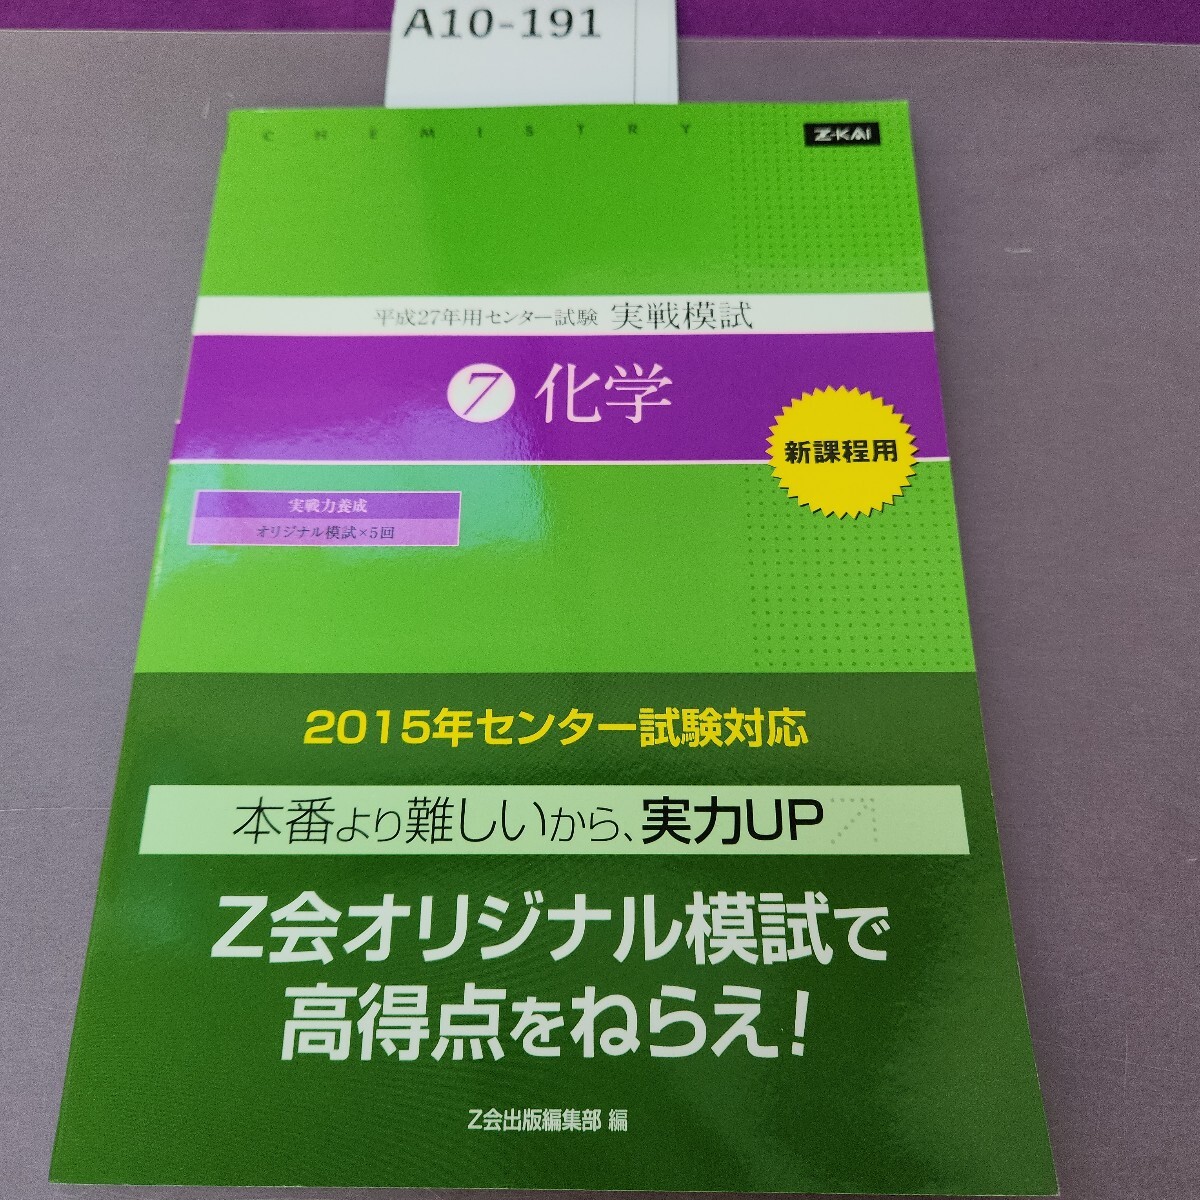 A10-191
CHEMISTRY
Z-KAI
平成27年用センター試験 実戦模試
7 化学
新課程用
実戦力養成
オリジナル模試×5回
2015年センター試験対応
本番より難しいから、実力UP
Z会オリジナル模試で
高得点をねらえ!
Z会出版編集部 編